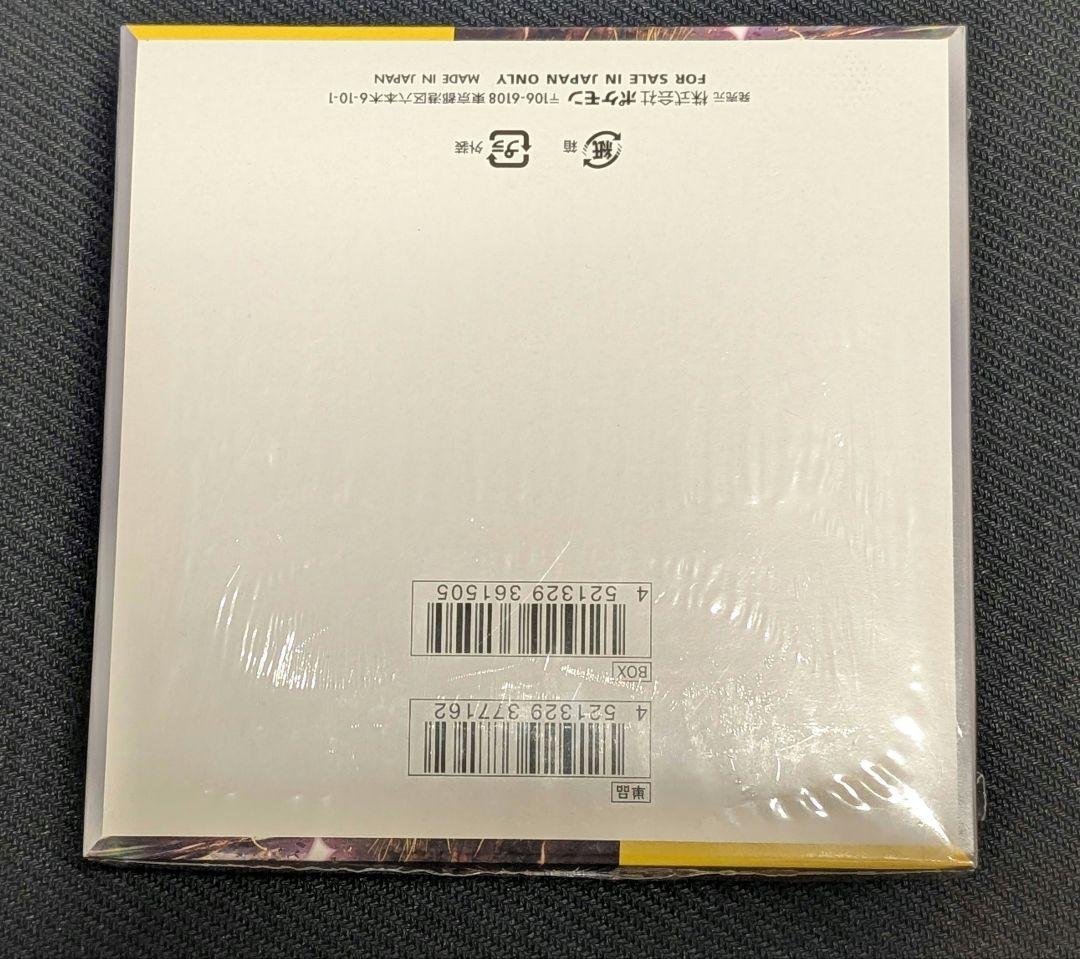 単品
4 521329 377162
BOX
4 521329 361505
紙 箱 プラ 外装
発売元 株式会社 ポケモン 〒106-6108 東京都港区六本木6-10-1
FOR SALE IN JAPAN ONLY MADE IN JAPAN